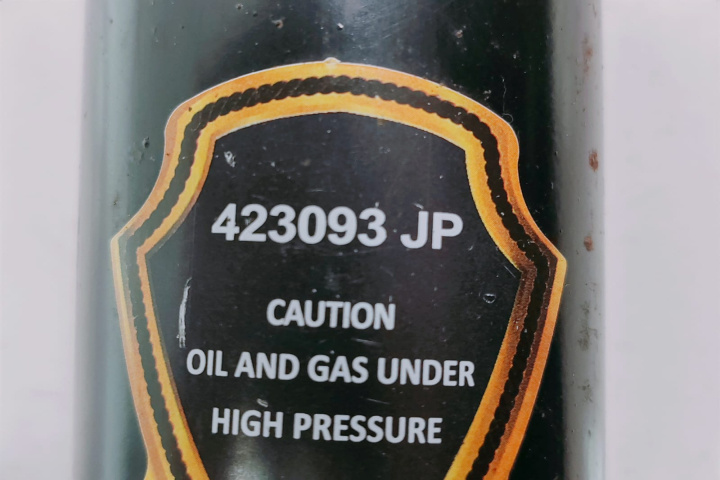 423093 JP
CAUTION
OIL AND GAS UNDER
HIGH PRESSURE